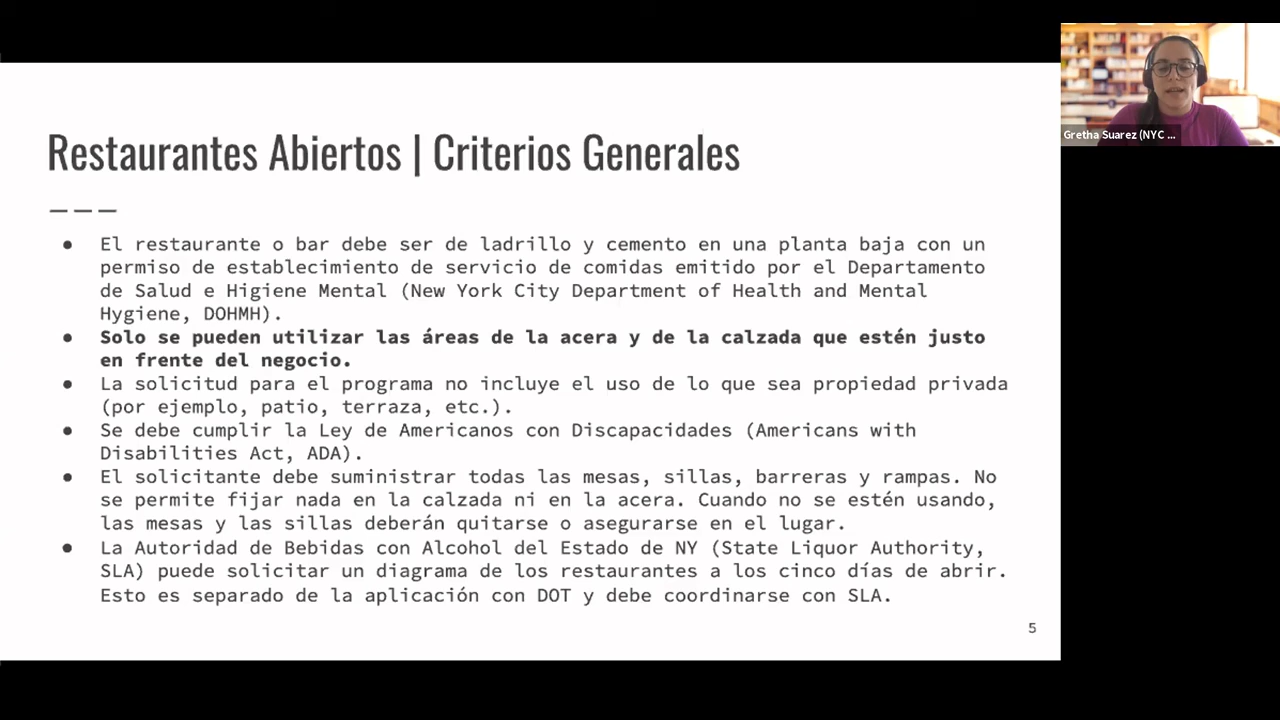 Restaurantes Abiertos | Criterios Generales
● El restaurante o bar debe ser de ladrillo y cemento en una planta baja con un
permiso de establecimiento de servicio de comidas emitido por el Departamento
de Salud e Higiene Mental (New York City Department of Health and Mental
Hygiene, DOHMH).
● Solo se pueden utilizar las áreas de la acera y de la calzada que estén justo
en frente del negocio.
● La solicitud para el programa no incluye el uso de lo que sea propiedad privada
(por ejemplo, patio, terraza, etc.).
● Se debe cumplir la Ley de Americanos con Discapacidades (Americans with
Disabilities Act, ADA).
● El solicitante debe suministrar todas las mesas, sillas, barreras y rampas. No
se permite fijar nada en la calzada ni en la acera. Cuando no se estén usando,
las mesas y las sillas deberán quitarse o asegurarse en el lugar.
● La Autoridad de Bebidas con Alcohol del Estado de NY (State Liquor Authority,
SLA) puede solicitar un diagrama de los restaurantes a los cinco días de abrir.
Esto es separado de la aplicación con DOT y debe coordinarse con SLA.
5
Gretha Suarez (NYC ...